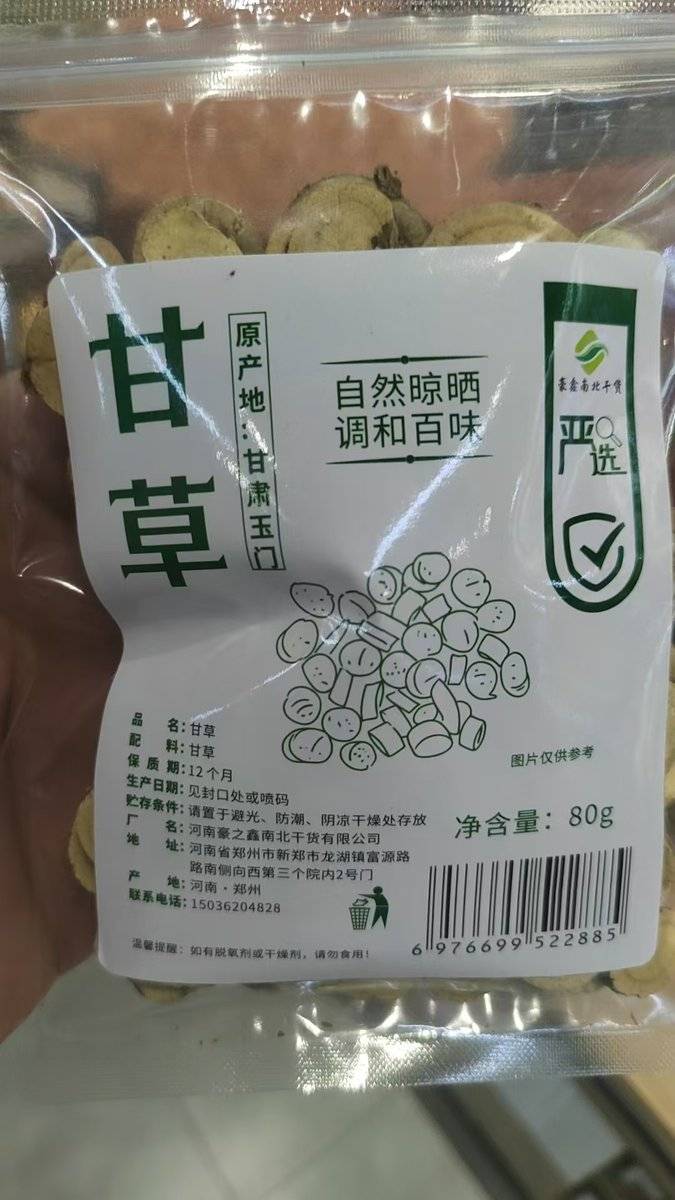 甘草
原产地：甘肃玉门
自然晾晒
调和百味
豪鑫南北干货
严选
图片仅供参考
品名：甘草
配料：甘草
保质期：12个月
生产日期：见封口处或喷码
贮存条件：请置于避光、防潮、阴凉干燥处存放
厂名：河南豪之鑫南北干货有限公司
地址：河南省郑州市新郑市龙湖镇富源路
路南侧向西第三个院内2号门
产地：河南·郑州
联系电话：15036204828
温馨提醒：如有脱氧剂或干燥剂，请勿食用！
净含量：80g
6 976699 522885